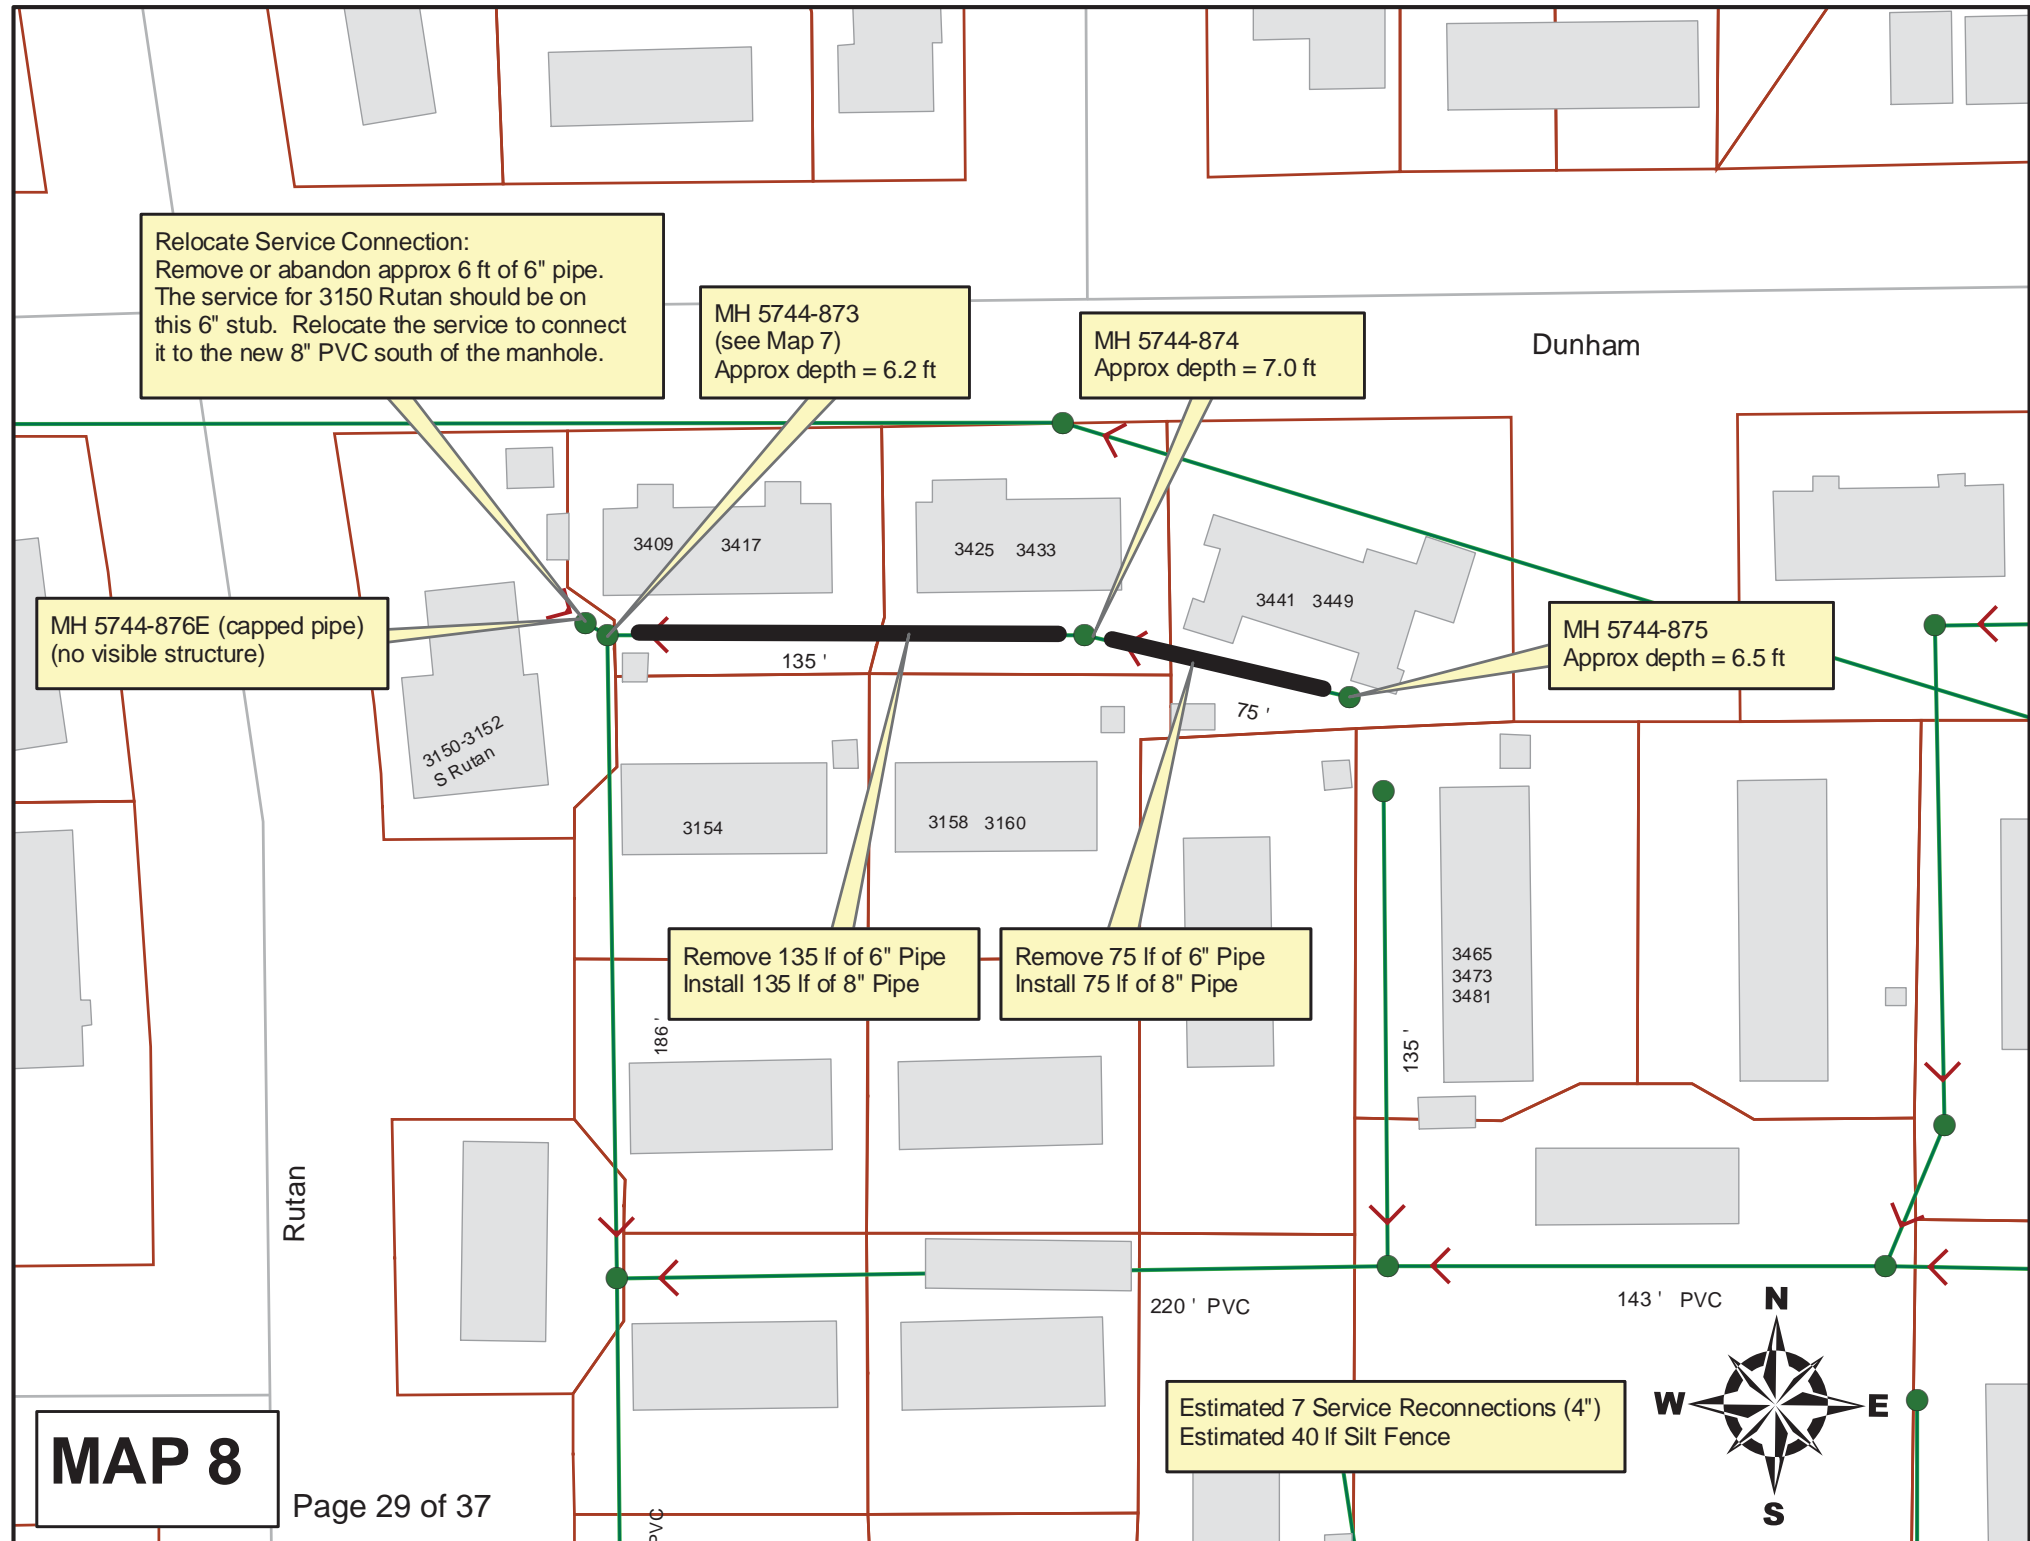 Relocate Service Connection:
Remove or abandon approx 6 ft of 6" pipe.
The service for 3150 Rutan should be on
this 6" stub.  Relocate the service to connect
it to the new 8" PVC south of the manhole.
MH 5744-873
(see Map 7)
Approx depth = 6.2 ft
MH 5744-874
Approx depth = 7.0 ft
Dunham
3409
3417
3425
3433
3441
3449
MH 5744-876E (capped pipe)
(no visible structure)
MH 5744-875
Approx depth = 6.5 ft
135 '
75 '
3150-3152
S Rutan
3154
3158
3160
Remove 135 lf of 6" Pipe
Install 135 lf of 8" Pipe
Remove 75 lf of 6" Pipe
Install 75 lf of 8" Pipe
3465
3473
3481
186 '
135 '
Rutan
220 ' PVC
143 ' PVC
N
W
E
S
Estimated 7 Service Reconnections (4")
Estimated 40 lf Silt Fence
MAP 8
Page 29 of 37
PVC